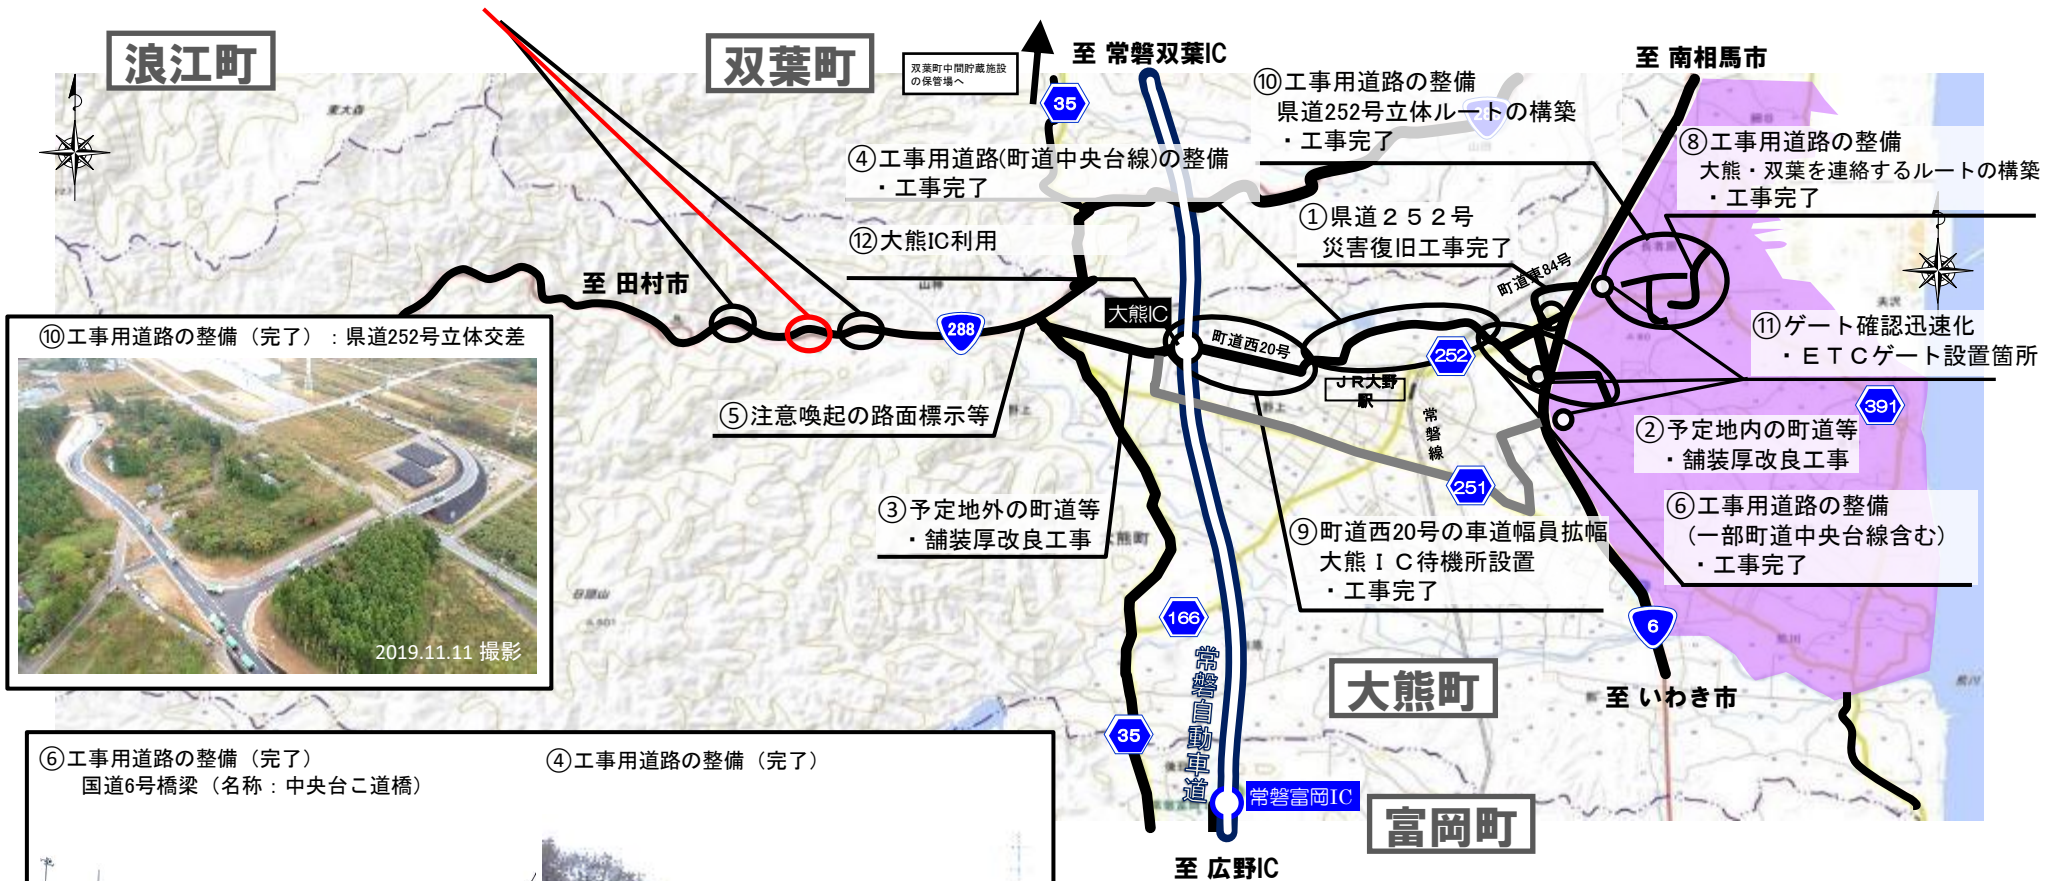 浪江町
双葉町
双葉町中間貯蔵施設
の保管場へ
至 常磐双葉IC
至 南相馬市
35
⑩工事用道路の整備
県道252号立体ルートの構築
・工事完了
⑧工事用道路の整備
大熊・双葉を連絡するルートの構築
・工事完了
④工事用道路(町道中央台線)の整備
・工事完了
①県道２５２号
災害復旧工事完了
⑫大熊IC利用
町道東84号
至 田村市
大熊IC
288
町道西20号
252
ＪＲ大野
駅
常磐線
⑪ゲート確認迅速化
・ＥＴＣゲート設置箇所
391
⑩工事用道路の整備（完了）：県道252号立体交差
2019.11.11 撮影
⑤注意喚起の路面標示等
②予定地内の町道等
・舗装厚改良工事
251
③予定地外の町道等
・舗装厚改良工事
⑨町道西20号の車道幅員拡幅
大熊ＩＣ待機所設置
・工事完了
⑥工事用道路の整備
（一部町道中央台線含む）
・工事完了
166
6
常磐自動車道
大熊町
至 いわき市
35
常磐富岡IC
富岡町
至 広野IC
⑥工事用道路の整備（完了）
国道6号橋梁（名称：中央台こ道橋）
④工事用道路の整備（完了）